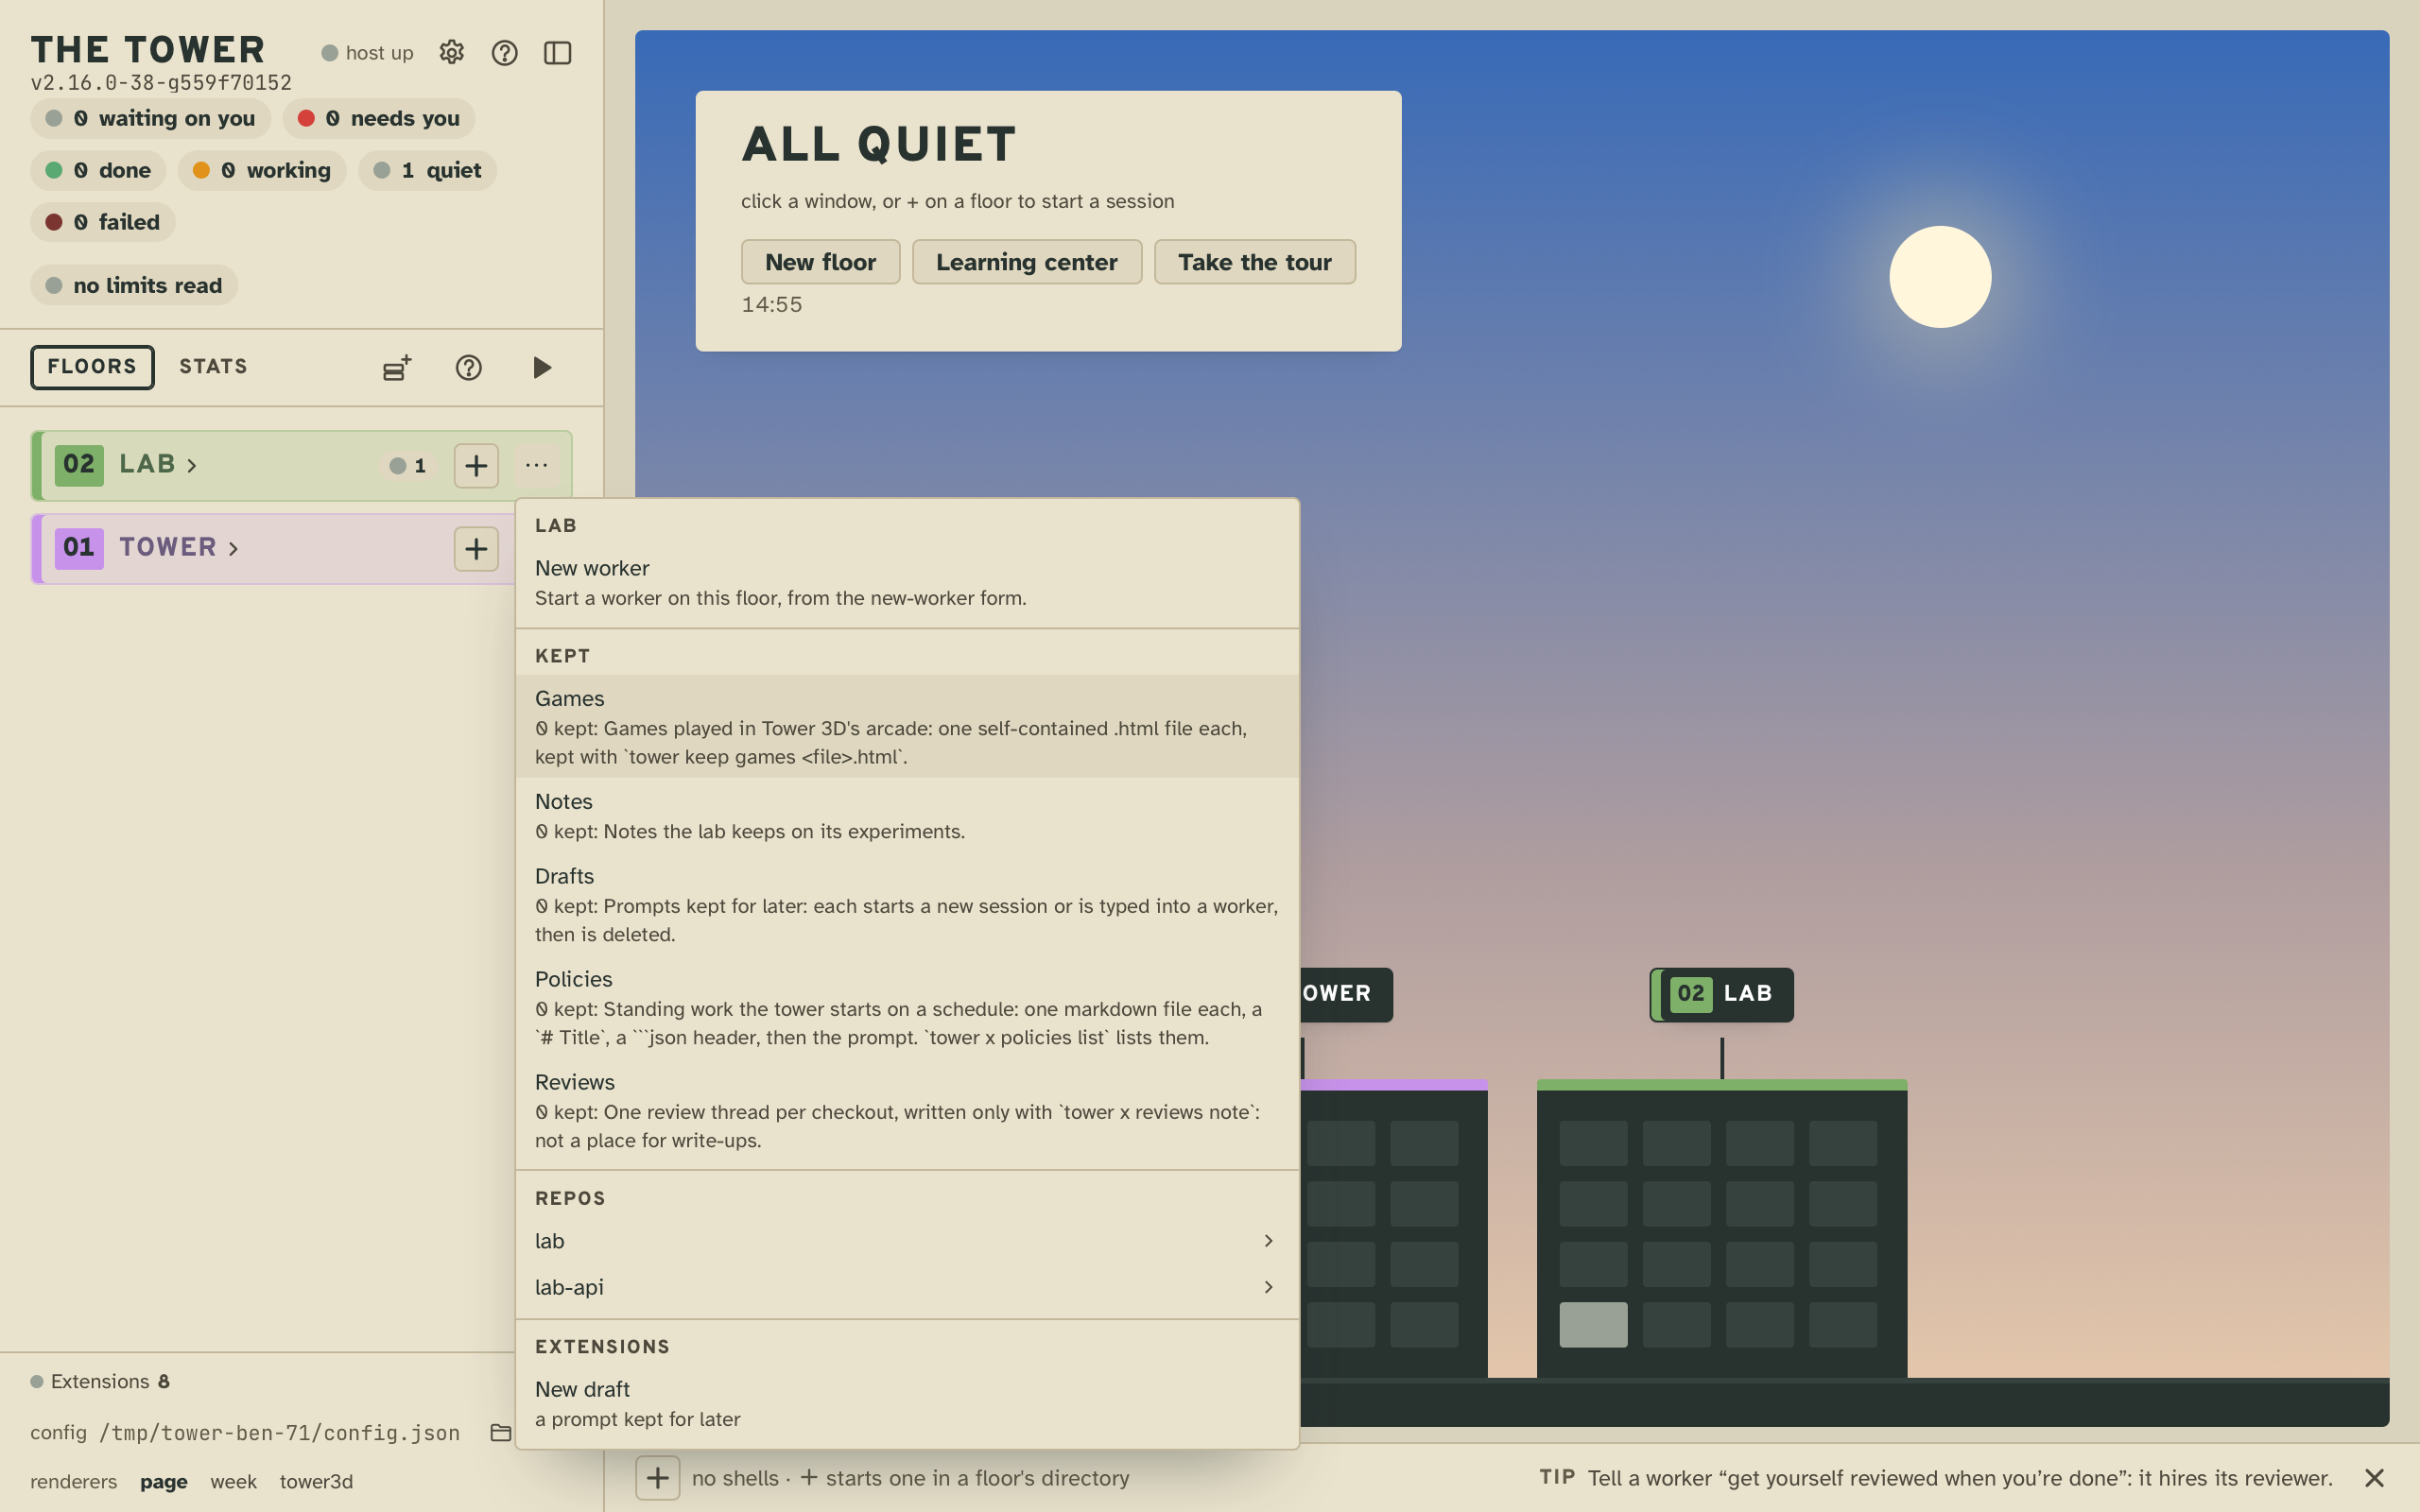 THE TOWER
host up
v2.16.0-38-g559f70152
0 waiting on you
0 needs you
0 done
0 working
1 quiet
0 failed
no limits read
FLOORS
STATS
02 LAB
1
···
01 TOWER
Extensions 8
config /tmp/tower-ben-71/config.json
renderers page week tower3d
ALL QUIET
click a window, or + on a floor to start a session
New floor
Learning center
Take the tour
14:55
LAB
New worker
Start a worker on this floor, from the new-worker form.
KEPT
Games
0 kept: Games played in Tower 3D's arcade: one self-contained .html file each,
kept with `tower keep games <file>.html`.
Notes
0 kept: Notes the lab keeps on its experiments.
Drafts
0 kept: Prompts kept for later: each starts a new session or is typed into a worker,
then is deleted.
Policies
0 kept: Standing work the tower starts on a schedule: one markdown file each, a
`# Title`, a ```json header, then the prompt. `tower x policies list` lists them.
Reviews
0 kept: One review thread per checkout, written only with `tower x reviews note`:
not a place for write-ups.
REPOS
lab
lab-api
EXTENSIONS
New draft
a prompt kept for later
OWER
02 LAB
no shells · + starts one in a floor's directory
TIP Tell a worker “get yourself reviewed when you’re done”: it hires its reviewer.